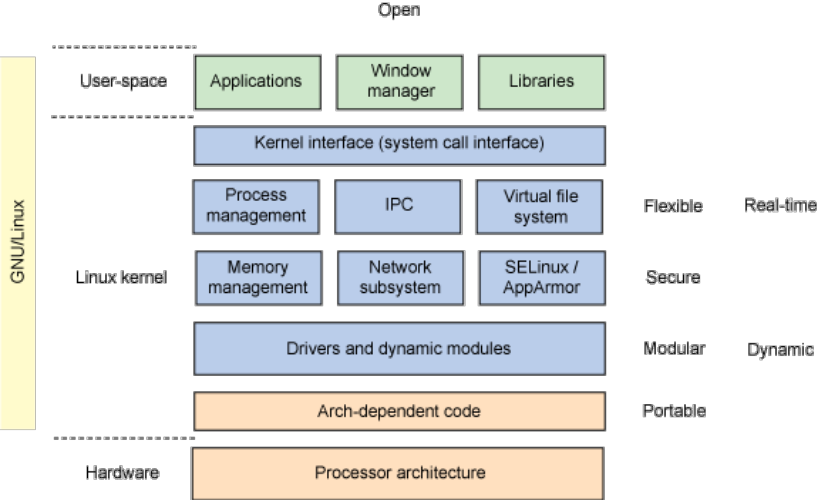 Open
User-space
Applications
Window
manager
Libraries
Kernel interface (system call interface)
GNU/Linux
Linux kernel
Process
management
IPC
Virtual file
system
Flexible
Real-time
Memory
management
Network
subsystem
SELinux /
AppArmor
Secure
Drivers and dynamic modules
Modular
Dynamic
Arch-dependent code
Portable
Hardware
Processor architecture